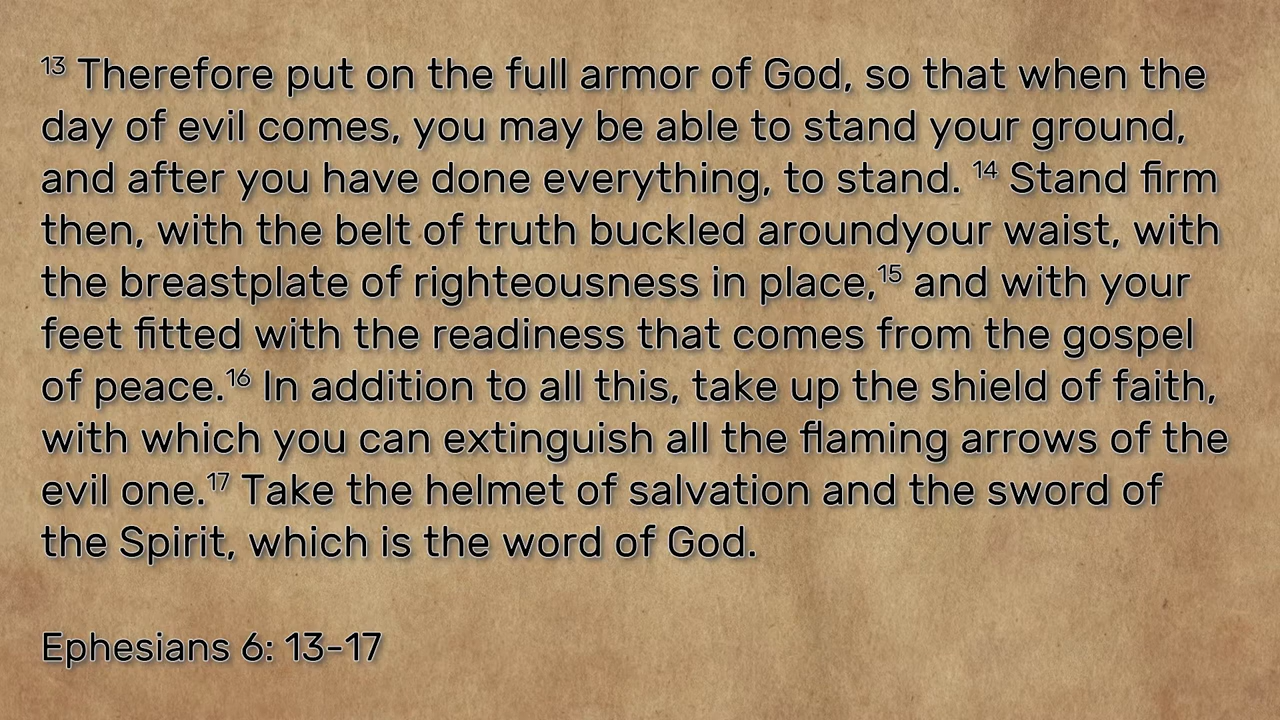 ¹³ Therefore put on the full armor of God, so that when the
day of evil comes, you may be able to stand your ground,
and after you have done everything, to stand. ¹⁴ Stand firm
then, with the belt of truth buckled aroundyour waist, with
the breastplate of righteousness in place,¹⁵ and with your
feet fitted with the readiness that comes from the gospel
of peace.¹⁶ In addition to all this, take up the shield of faith,
with which you can extinguish all the flaming arrows of the
evil one.¹⁷ Take the helmet of salvation and the sword of
the Spirit, which is the word of God.
Ephesians 6: 13-17